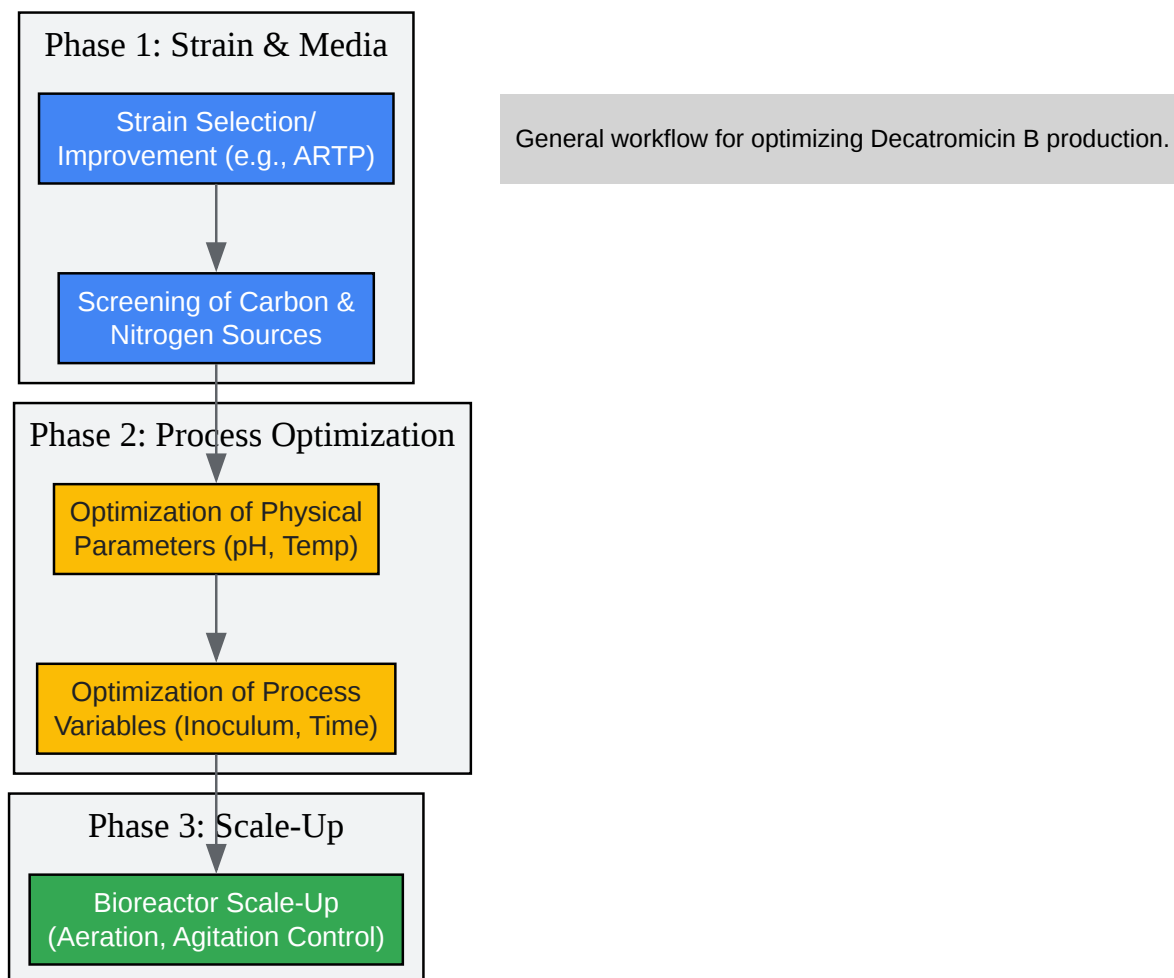 Phase 1: Strain & Media
Strain Selection/
Improvement (e.g., ARTP)
General workflow for optimizing Decatromicin B production.
Screening of Carbon &
Nitrogen Sources
Phase 2: Process Optimization
Optimization of Physical
Parameters (pH, Temp)
Optimization of Process
Variables (Inoculum, Time)
Phase 3: Scale-Up
Bioreactor Scale-Up
(Aeration, Agitation Control)